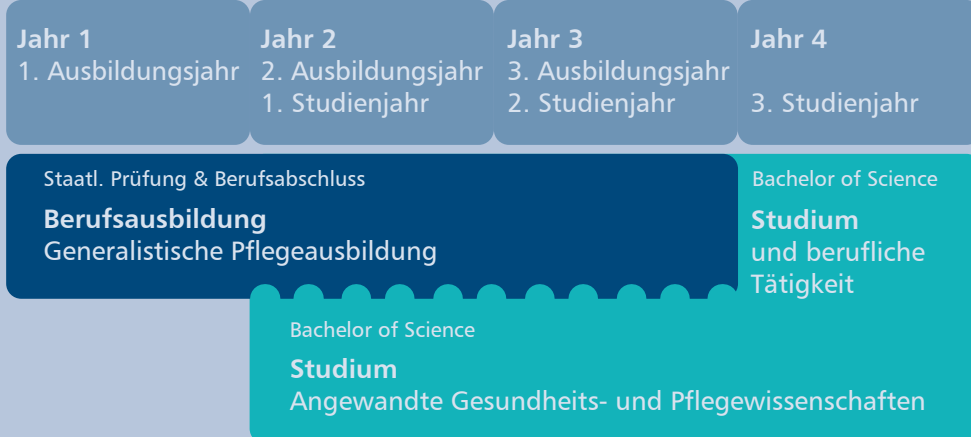 Jahr 1
1. Ausbildungsjahr
Jahr 2
2. Ausbildungsjahr
1. Studienjahr
Jahr 3
3. Ausbildungsjahr
2. Studienjahr
Jahr 4
3. Studienjahr
Staatl. Prüfung & Berufsabschluss
Berufsausbildung
Generalistische Pflegeausbildung
Bachelor of Science
Studium
und berufliche
Tätigkeit
Bachelor of Science
Studium
Angewandte Gesundheits- und Pflegewissenschaften